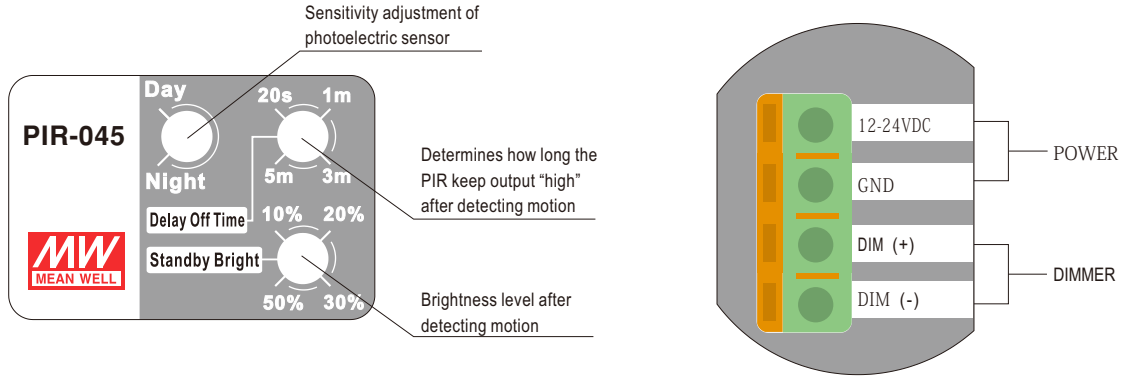 Sensitivity adjustment of
photoelectric sensor
Day
20s 1m
PIR-045
Night
5m 3m
Determines how long the
PIR keep output “high”
after detecting motion
Delay Off Time
10% 20%
Standby Bright
MW
MEAN WELL
50% 30%
Brightness level after
detecting motion
12-24VDC
POWER
GND
DIM (+)
DIMMER
DIM (-)